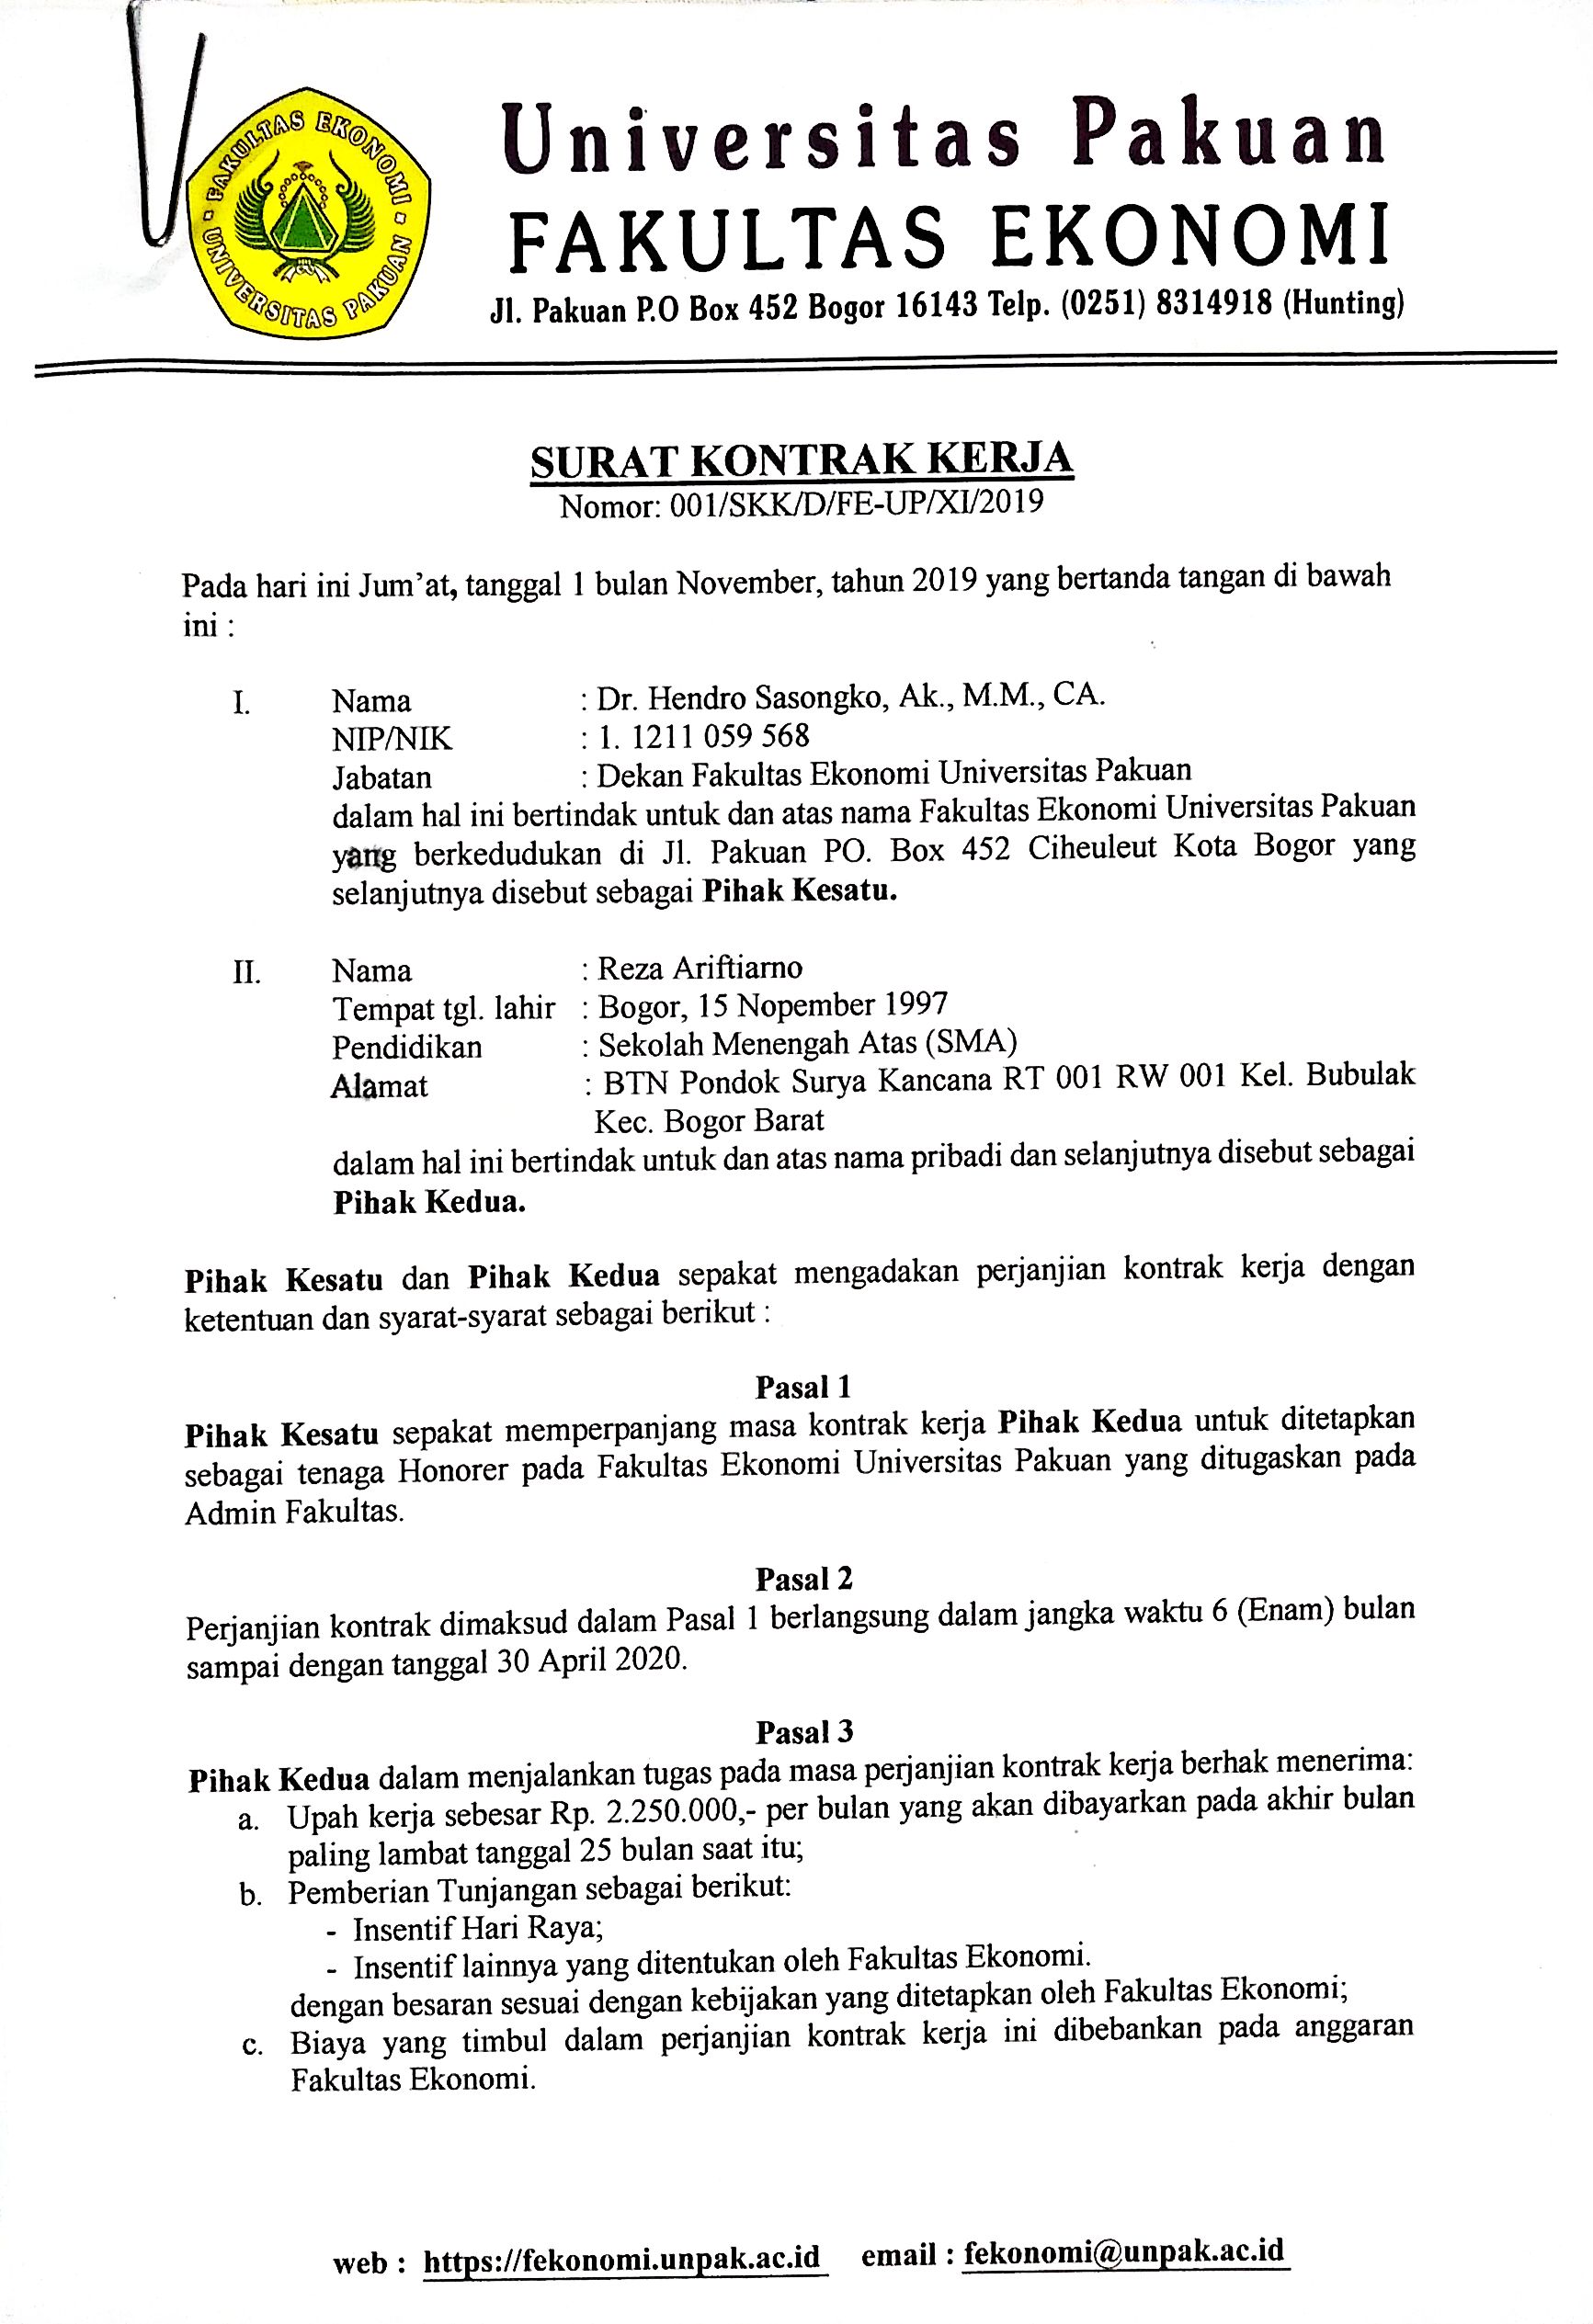 FAKULTAS EKONOMI
UNIVERSITAS PAKUAN
Universitas Pakuan
FAKULTAS EKONOMI
Jl. Pakuan P.O Box 452 Bogor 16143 Telp. (0251) 8314918 (Hunting)
SURAT KONTRAK KERJA
Nomor: 001/SKK/D/FE-UP/XI/2019
Pada hari ini Jum'at, tanggal 1 bulan November, tahun 2019 yang bertanda tangan di bawah
ini :
I. Nama : Dr. Hendro Sasongko, Ak., M.M., CA.
NIP/NIK : 1. 1211 059 568
Jabatan : Dekan Fakultas Ekonomi Universitas Pakuan
dalam hal ini bertindak untuk dan atas nama Fakultas Ekonomi Universitas Pakuan
yang berkedudukan di Jl. Pakuan PO. Box 452 Ciheuleut Kota Bogor yang
selanjutnya disebut sebagai Pihak Kesatu.
II. Nama : Reza Ariftiarno
Tempat tgl. lahir : Bogor, 15 Nopember 1997
Pendidikan : Sekolah Menengah Atas (SMA)
Alamat : BTN Pondok Surya Kancana RT 001 RW 001 Kel. Bubulak
Kec. Bogor Barat
dalam hal ini bertindak untuk dan atas nama pribadi dan selanjutnya disebut sebagai
Pihak Kedua.
Pihak Kesatu dan Pihak Kedua sepakat mengadakan perjanjian kontrak kerja dengan
ketentuan dan syarat-syarat sebagai berikut :
Pasal 1
Pihak Kesatu sepakat memperpanjang masa kontrak kerja Pihak Kedua untuk ditetapkan
sebagai tenaga Honorer pada Fakultas Ekonomi Universitas Pakuan yang ditugaskan pada
Admin Fakultas.
Pasal 2
Perjanjian kontrak dimaksud dalam Pasal 1 berlangsung dalam jangka waktu 6 (Enam) bulan
sampai dengan tanggal 30 April 2020.
Pasal 3
Pihak Kedua dalam menjalankan tugas pada masa perjanjian kontrak kerja berhak menerima:
a. Upah kerja sebesar Rp. 2.250.000,- per bulan yang akan dibayarkan pada akhir bulan
paling lambat tanggal 25 bulan saat itu;
b. Pemberian Tunjangan sebagai berikut:
- Insentif Hari Raya;
- Insentif lainnya yang ditentukan oleh Fakultas Ekonomi.
dengan besaran sesuai dengan kebijakan yang ditetapkan oleh Fakultas Ekonomi;
c. Biaya yang timbul dalam perjanjian kontrak kerja ini dibebankan pada anggaran
Fakultas Ekonomi.
web : https://fekonomi.unpak.ac.id email : fekonomi@unpak.ac.id